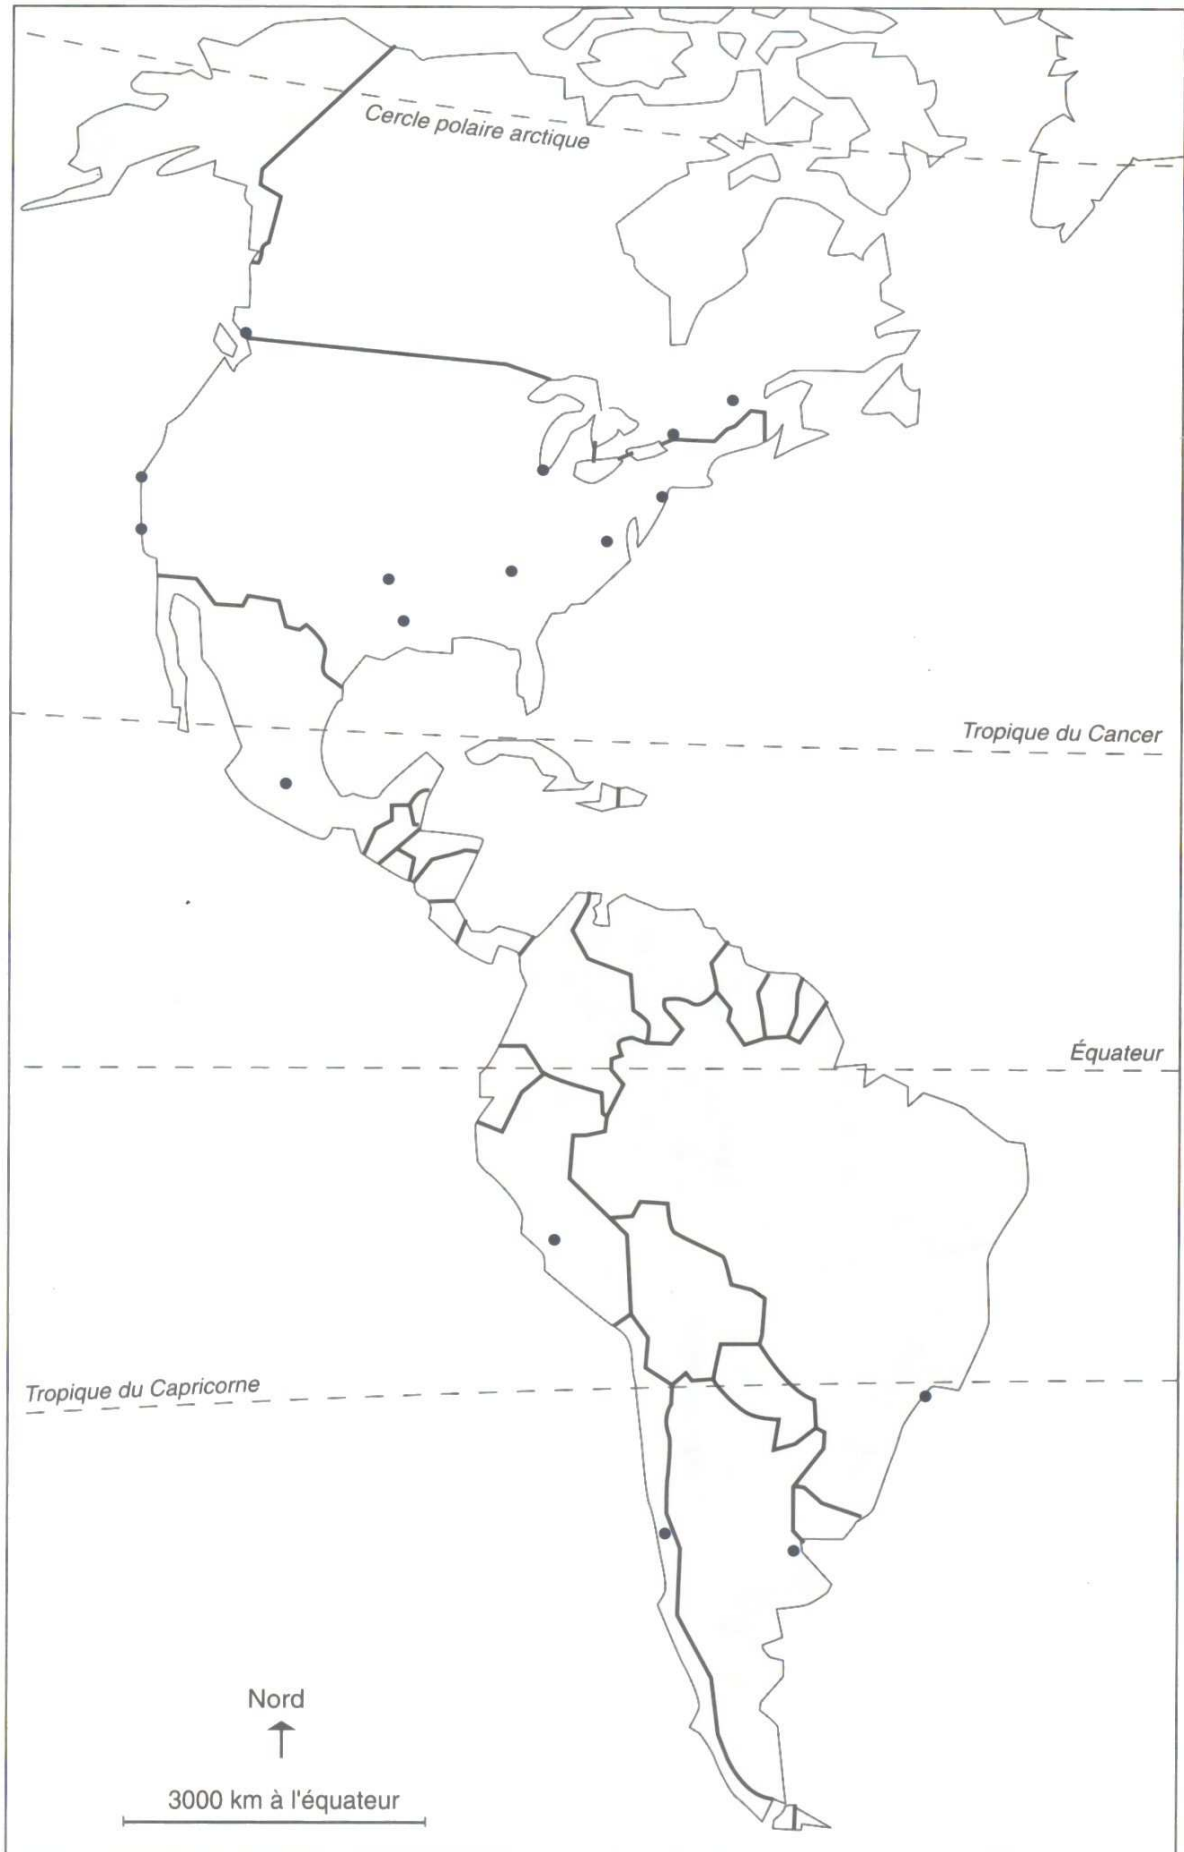 Cercle polaire arctique
Tropique du Cancer
Équateur
Tropique du Capricorne
Nord
3000 km à l'équateur